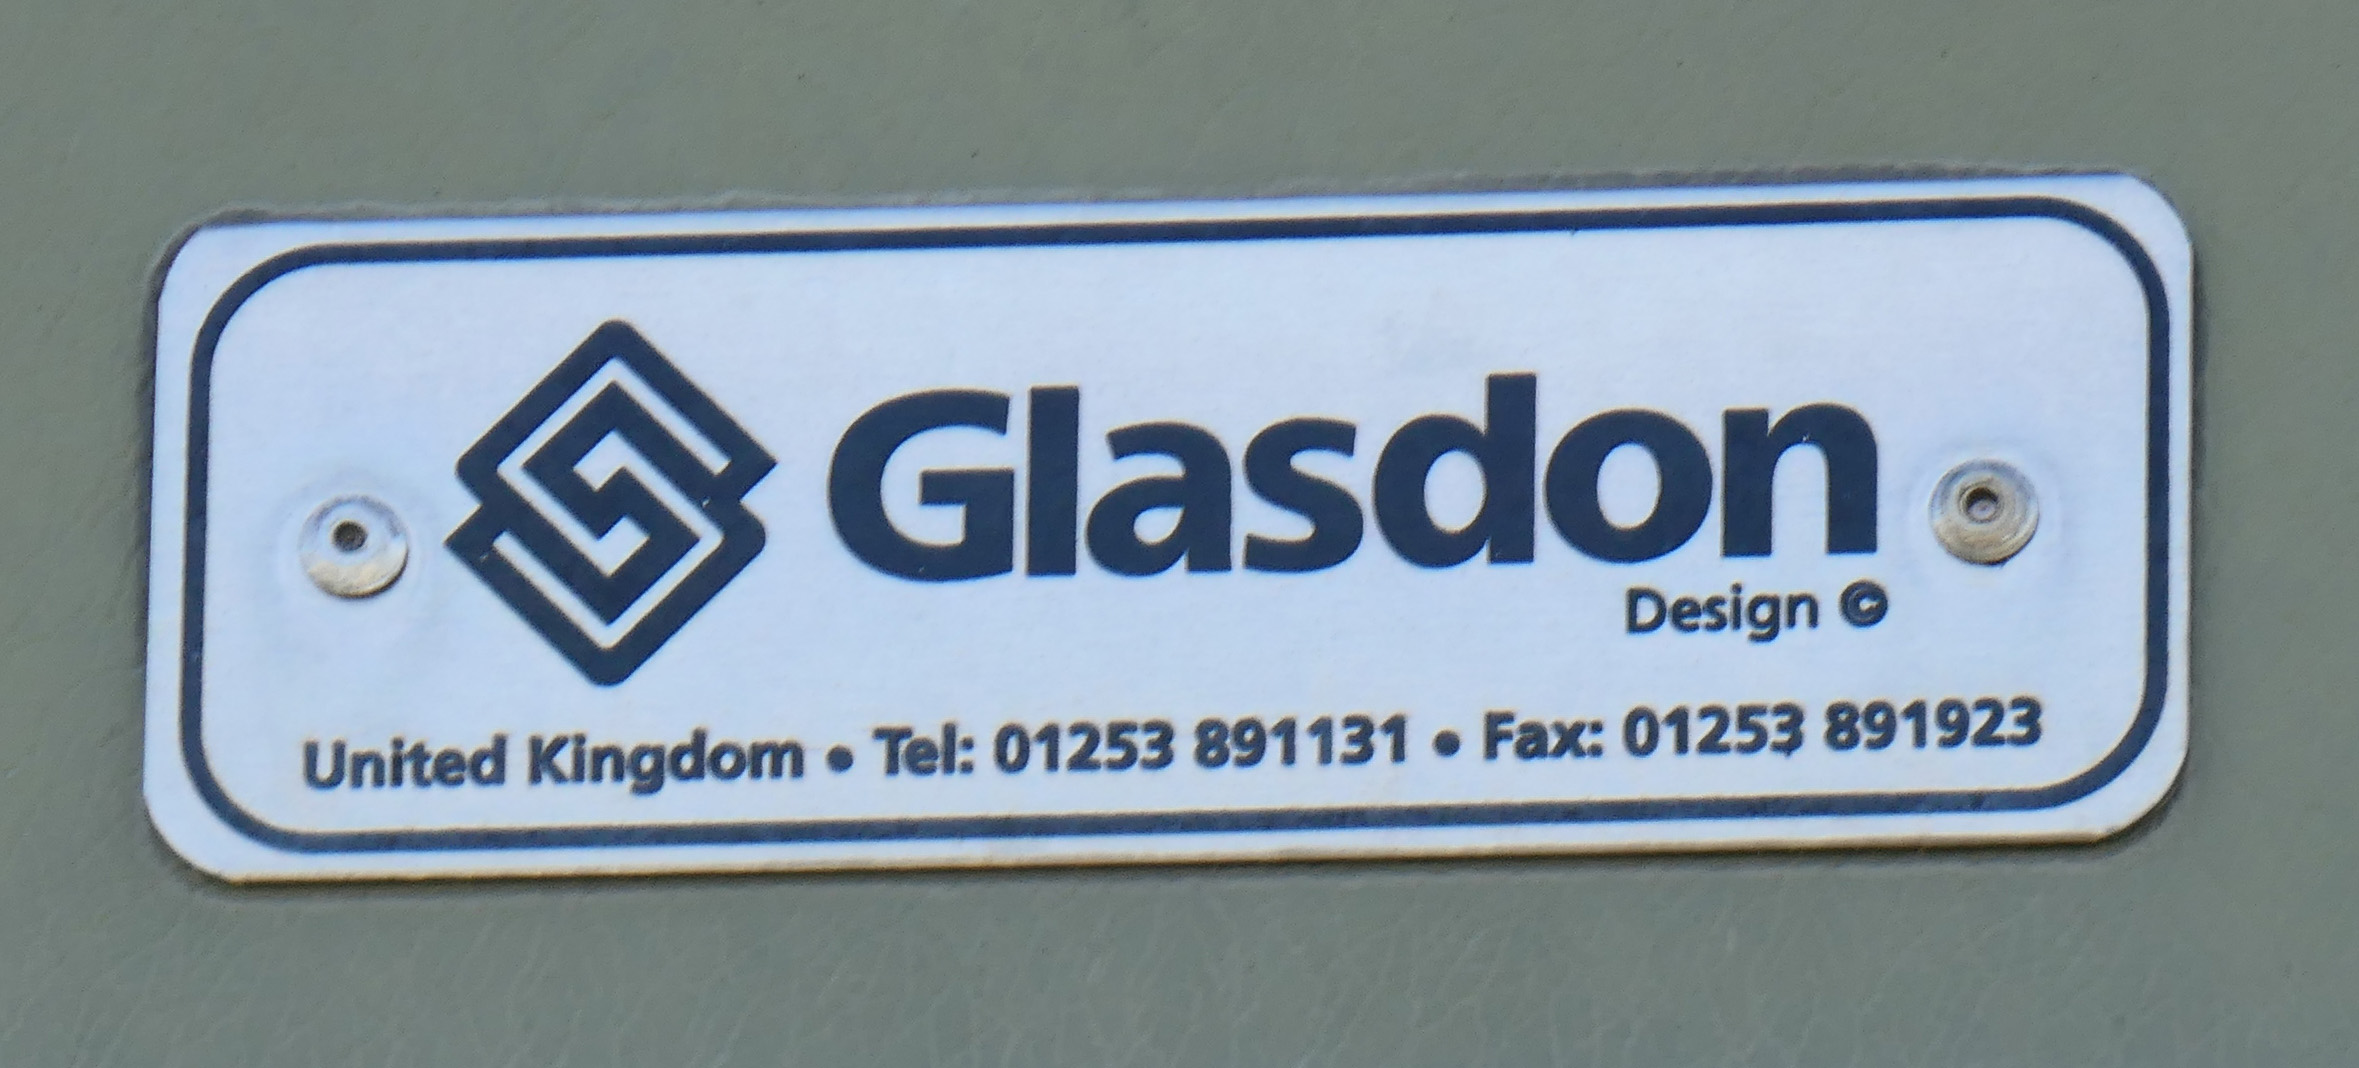 Glasdon
Design ©
United Kingdom • Tel: 01253 891131 • Fax: 01253 891923